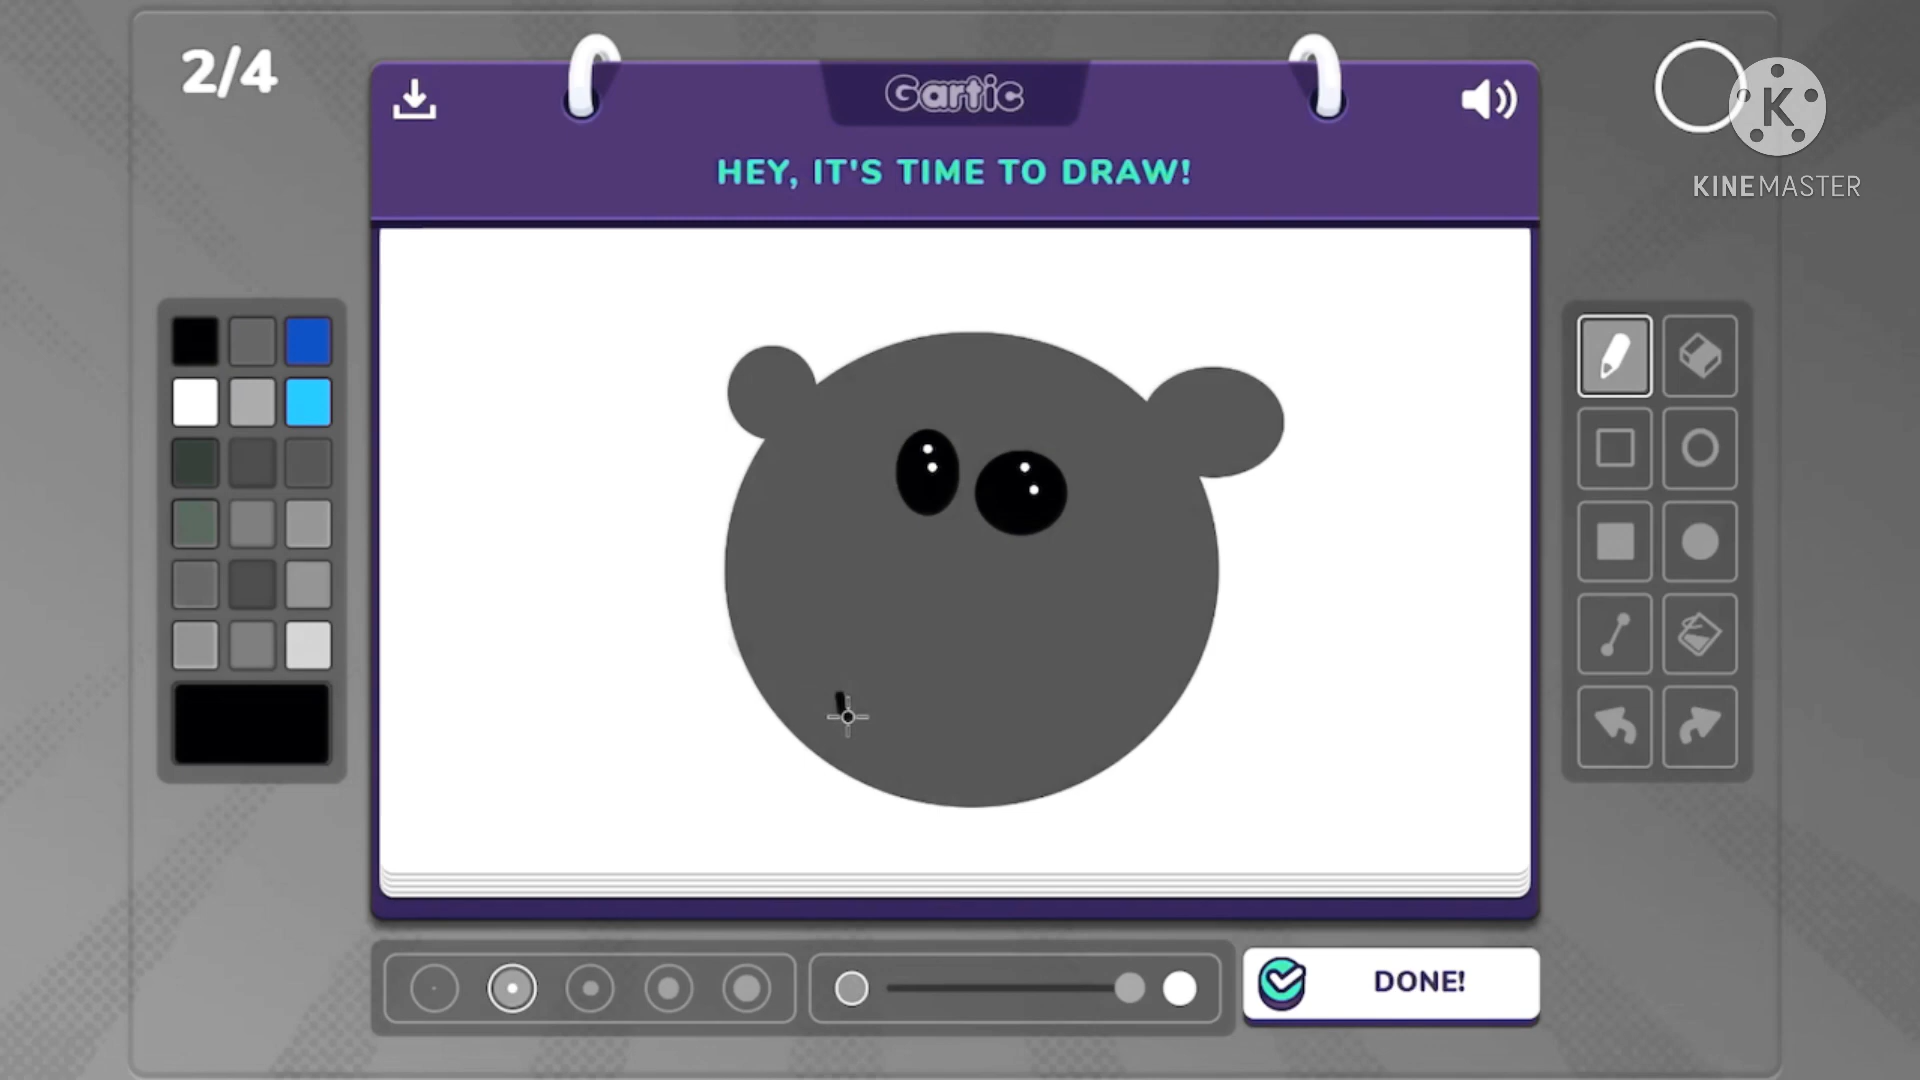 2/4
Gartic
HEY, IT'S TIME TO DRAW!
K
KINEMASTER
DONE!